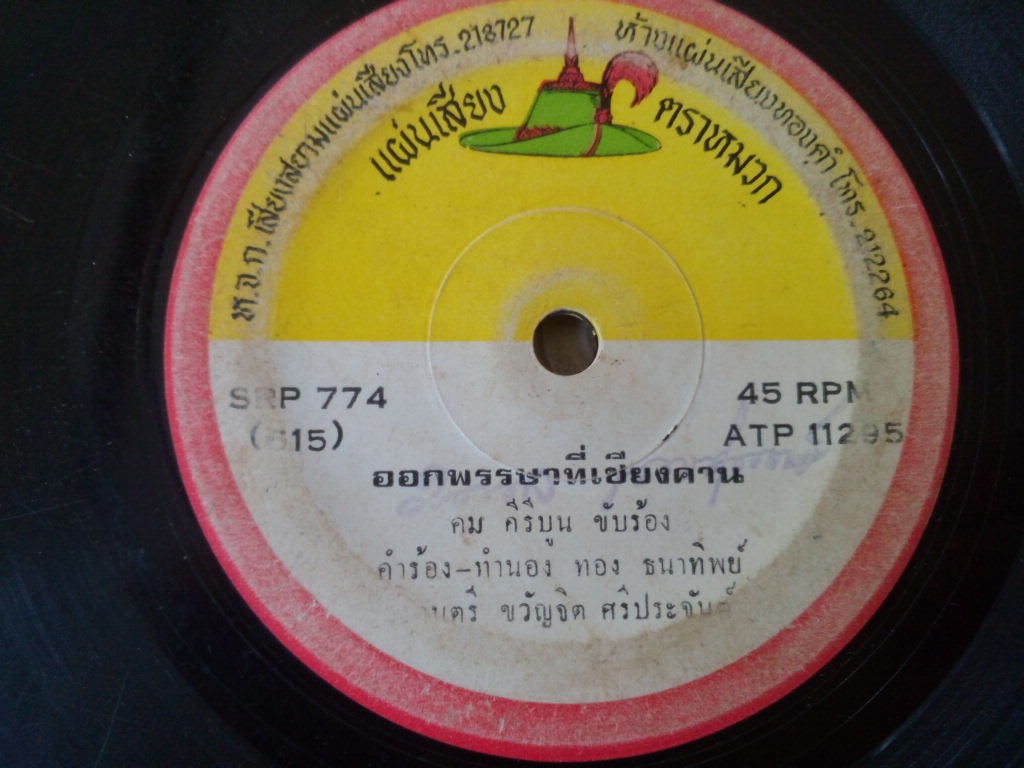 ห.จ.ก. เสียงสยามแผ่นเสียงโทร.218727
ห้างแผ่นเสียงทองคำ โทร.212264
แผ่นเสียง ตราหมวก
SRP 774
(615)
45 RPM
ATP 11295
ออกพรรษาที่เชียงคาน
คม คีรีบูน ขับร้อง
คำร้อง-ทำนอง ทอง ธนาทิพย์
ดนตรี ขวัญจิต ศรีประจันต์